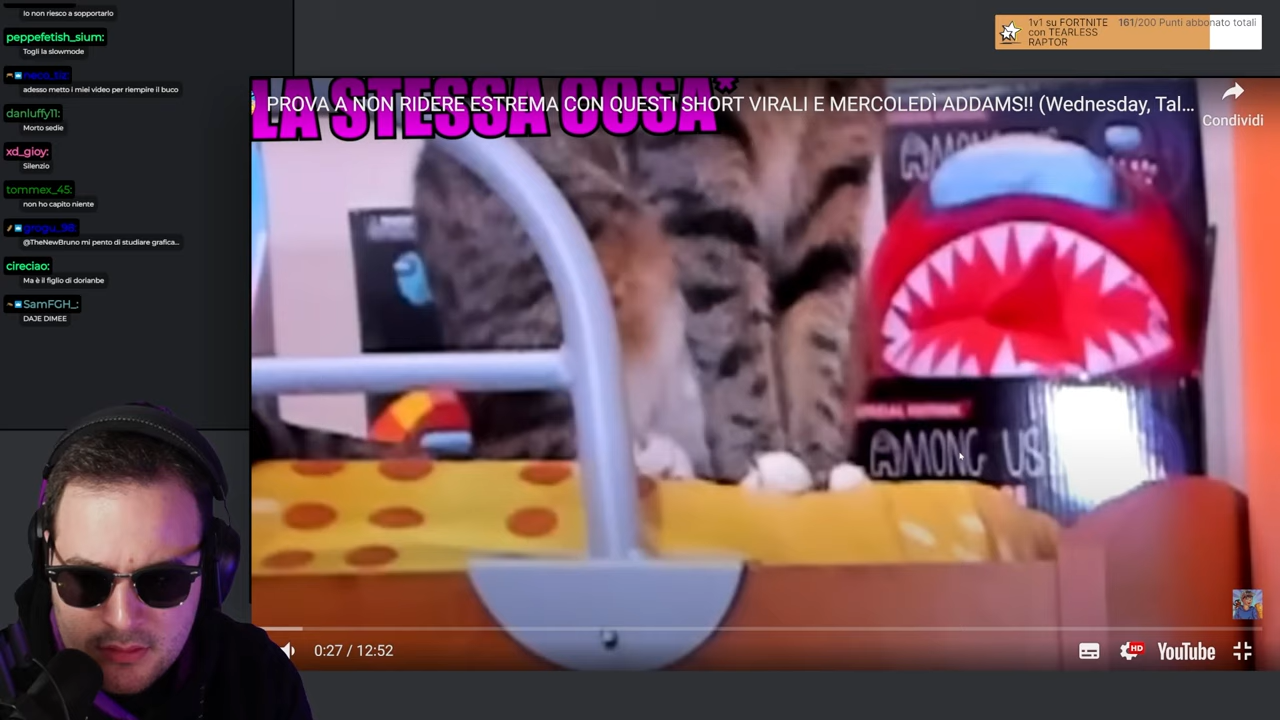 Io non riesco a sopportarlo
peppefetish_sium:
Togli la slowmode
adesso metto i miei video per riempire il buco
danluffy11:
Morto sedie
xd_gioy:
Silenzio
tommex_45:
non ho capito niente
grogu_98:
@TheNewBruno mi pento di studiare grafica...
cireciao:
Ma è il figlio di dorianbe
SamFGH_:
DAJE DIMEE
1v1 su FORTNITE
con TEARLESS
RAPTOR
161/200 Punti abbonato totali
LA STESSA COSA*
PROVA A NON RIDERE ESTREMA CON QUESTI SHORT VIRALI E MERCOLEDÌ ADDAMS!! (Wednesday, Tal...
Condividi
AMONG US
0:27 / 12:52
HD
YouTube